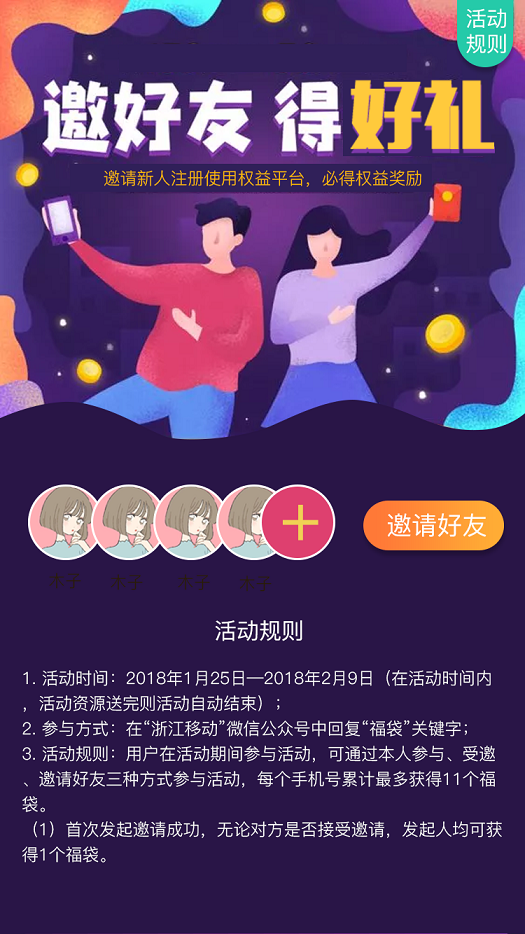 活动
规则
邀好友 得好礼
邀请新人注册使用权益平台，必得权益奖励
邀请好友
活动规则
1. 活动时间：2018年1月25日—2018年2月9日（在活动时间内
，活动资源送完则活动自动结束）；
2. 参与方式：在“浙江移动”微信公众号中回复“福袋”关键字；
3. 活动规则：用户在活动期间参与活动，可通过本人参与、受邀
、邀请好友三种方式参与活动，每个手机号累计最多获得11个福
袋。
（1）首次发起邀请成功，无论对方是否接受邀请，发起人均可获
得1个福袋。